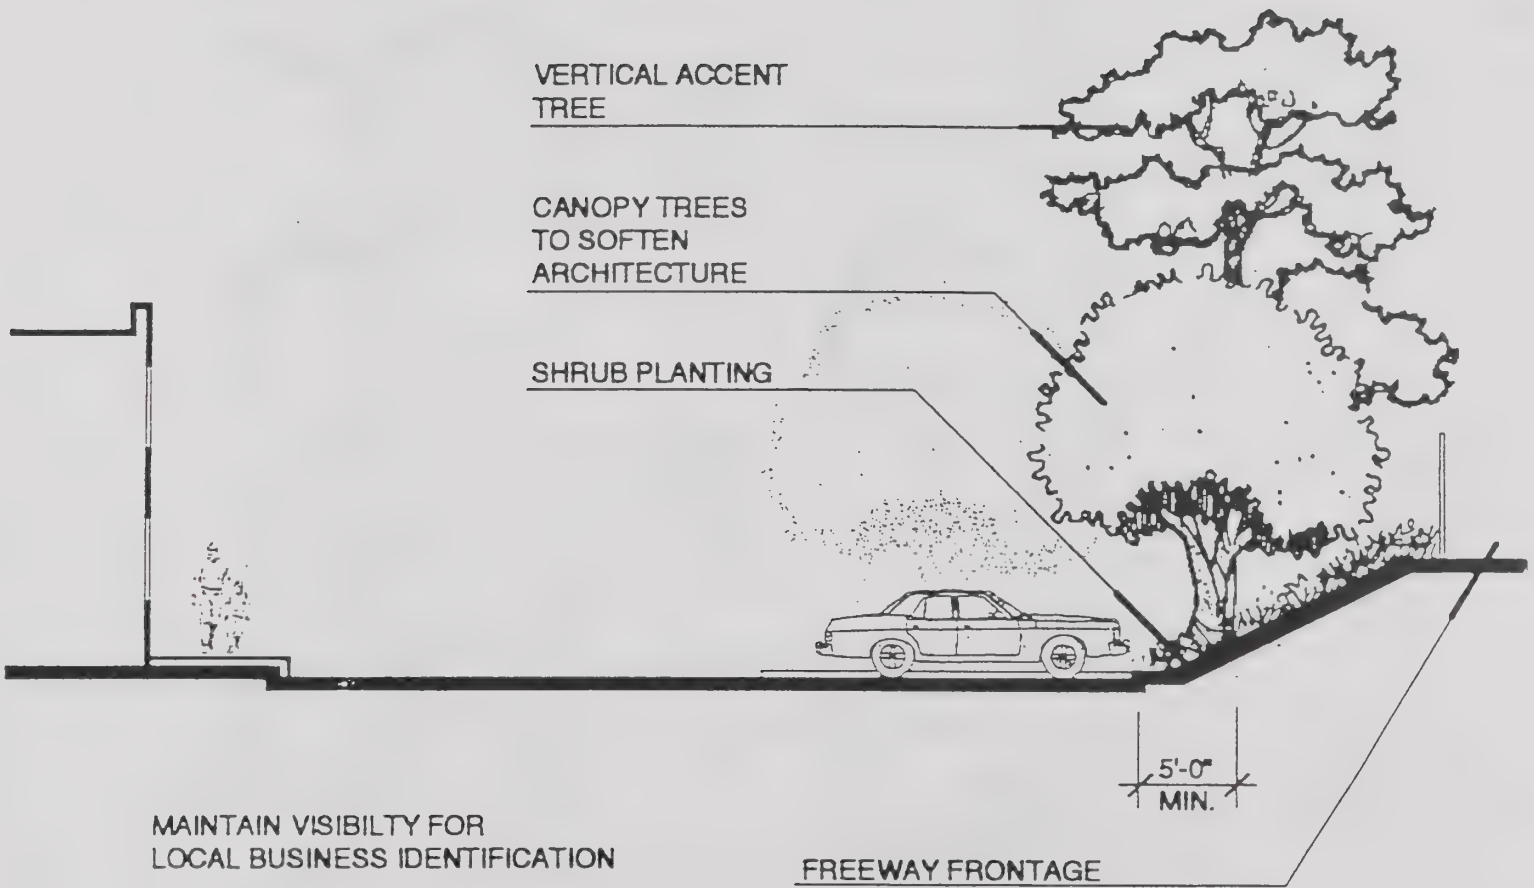 VERTICAL ACCENT
TREE
CANOPY TREES
TO SOFTEN
ARCHITECTURE
SHRUB PLANTING
5'-0"
MIN.
MAINTAIN VISIBILTY FOR
LOCAL BUSINESS IDENTIFICATION
FREEWAY FRONTAGE